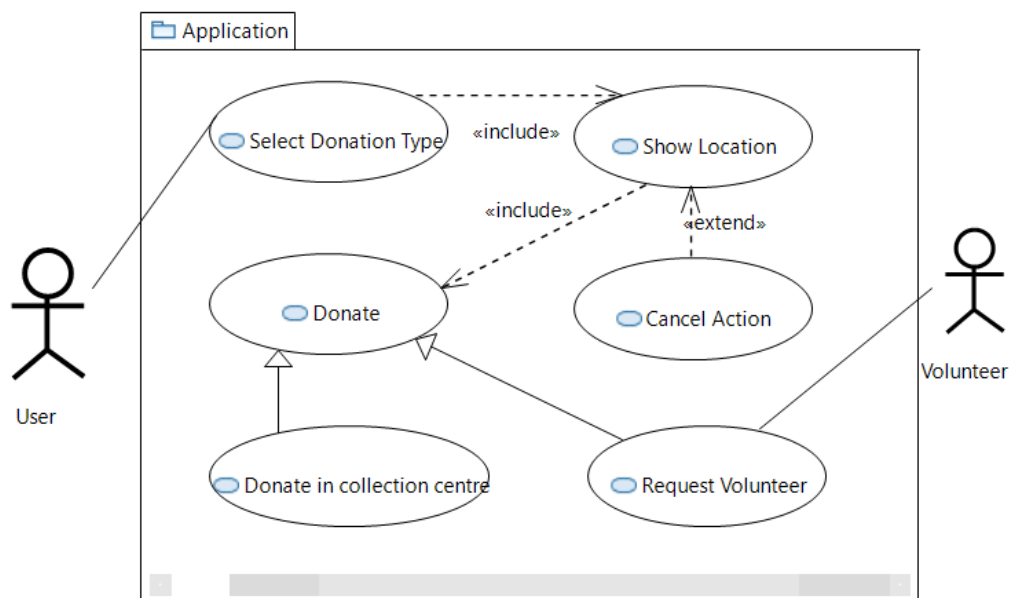 Application
Select Donation Type
«include»
Show Location
«include»
«extend»
Donate
Cancel Action
User
Volunteer
Donate in collection centre
Request Volunteer